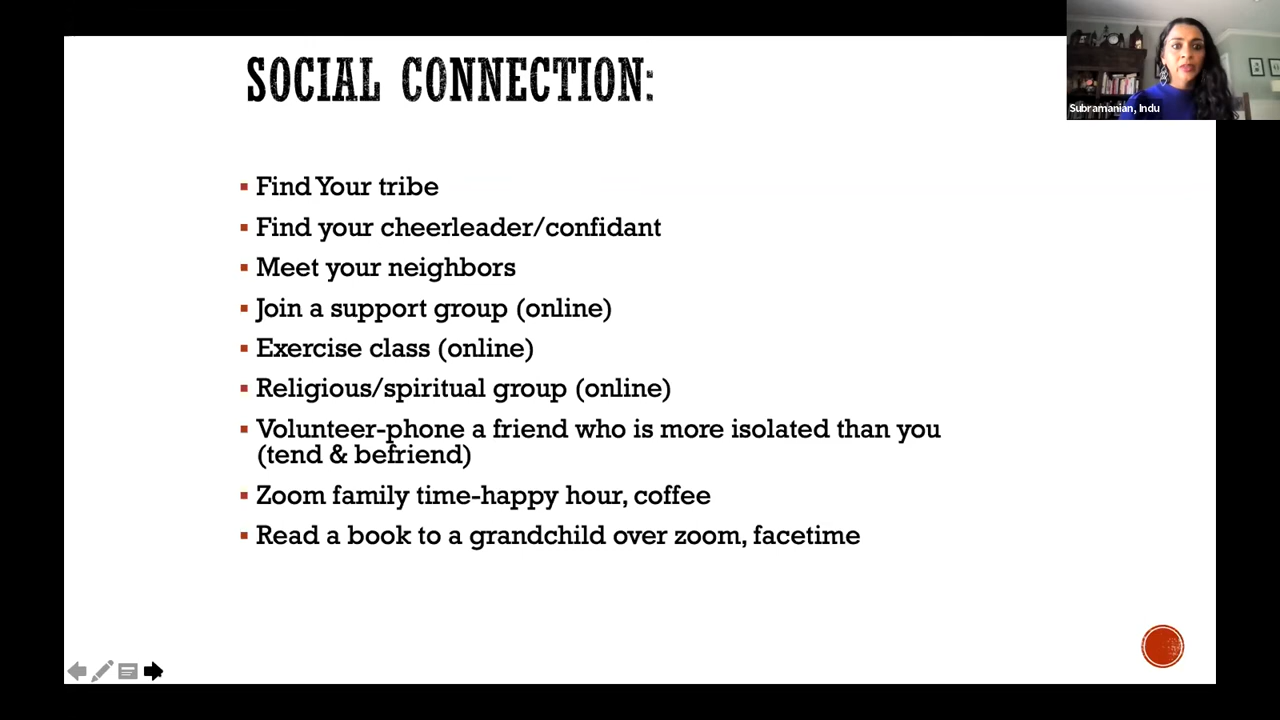 SOCIAL CONNECTION:
Subramanian, Indu
Find Your tribe
Find your cheerleader/confidant
Meet your neighbors
Join a support group (online)
Exercise class (online)
Religious/spiritual group (online)
Volunteer-phone a friend who is more isolated than you
(tend & befriend)
Zoom family time-happy hour, coffee
Read a book to a grandchild over zoom, facetime